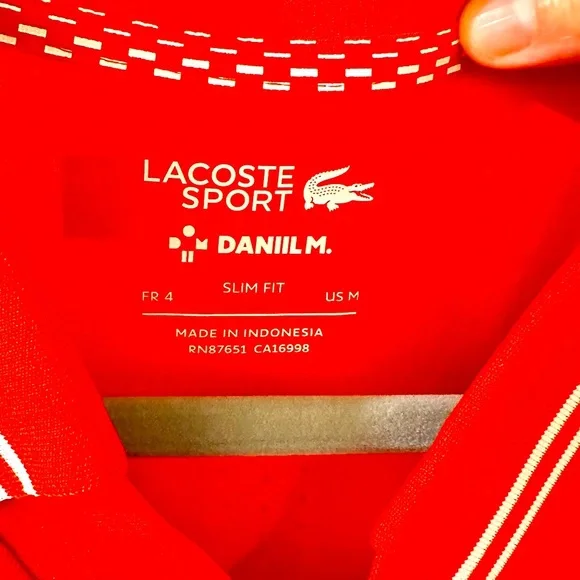 LACOSTE
SPORT
DANIIL M.
SLIM FIT
FR 4 US M
MADE IN INDONESIA
RN87651 CA16998